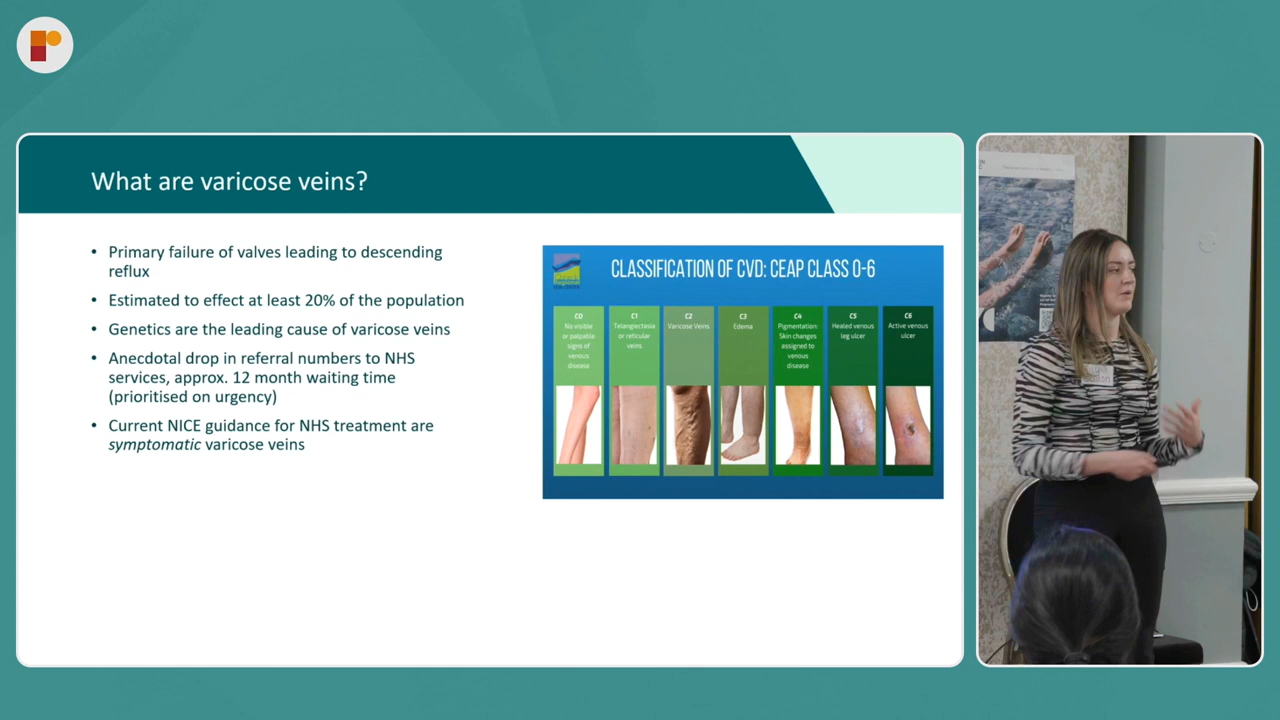 What are varicose veins?
• Primary failure of valves leading to descending
reflux
• Estimated to effect at least 20% of the population
• Genetics are the leading cause of varicose veins
• Anecdotal drop in referral numbers to NHS
services, approx. 12 month waiting time
(prioritised on urgency)
• Current NICE guidance for NHS treatment are
symptomatic varicose veins
CLASSIFICATION OF CVD: CEAP CLASS 0-6
C0
No visible
or palpable
signs of
venous
disease
C1
Telangiectasia
or reticular
veins
C2
Varicose Veins
C3
Edema
C4
Pigmentation:
Skin changes
assigned to
venous
disease
C5
Healed venous
leg ulcer
C6
Active venous
ulcer